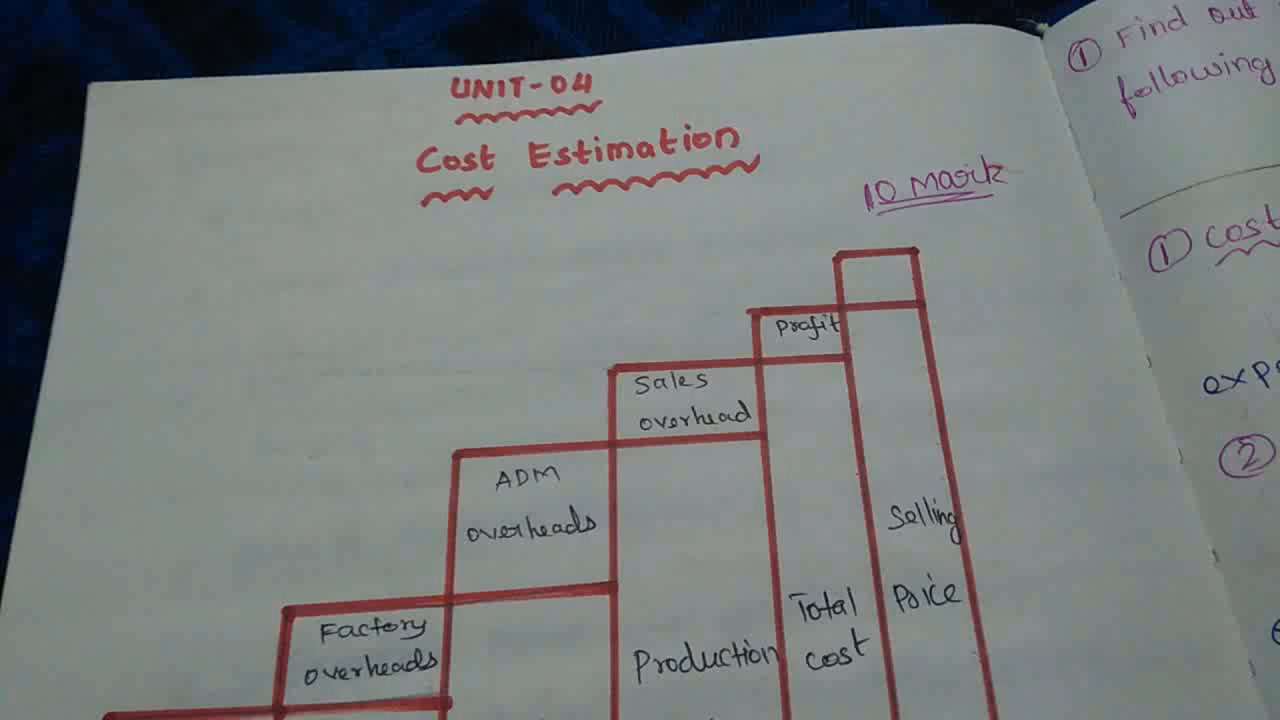 UNIT-04
Cost Estimation
10 Mark
Profit
Sales
overhead
ADM
overheads
Selling
Price
Total
cost
Factory
overheads
Production
① Find out
following
① Cost
②